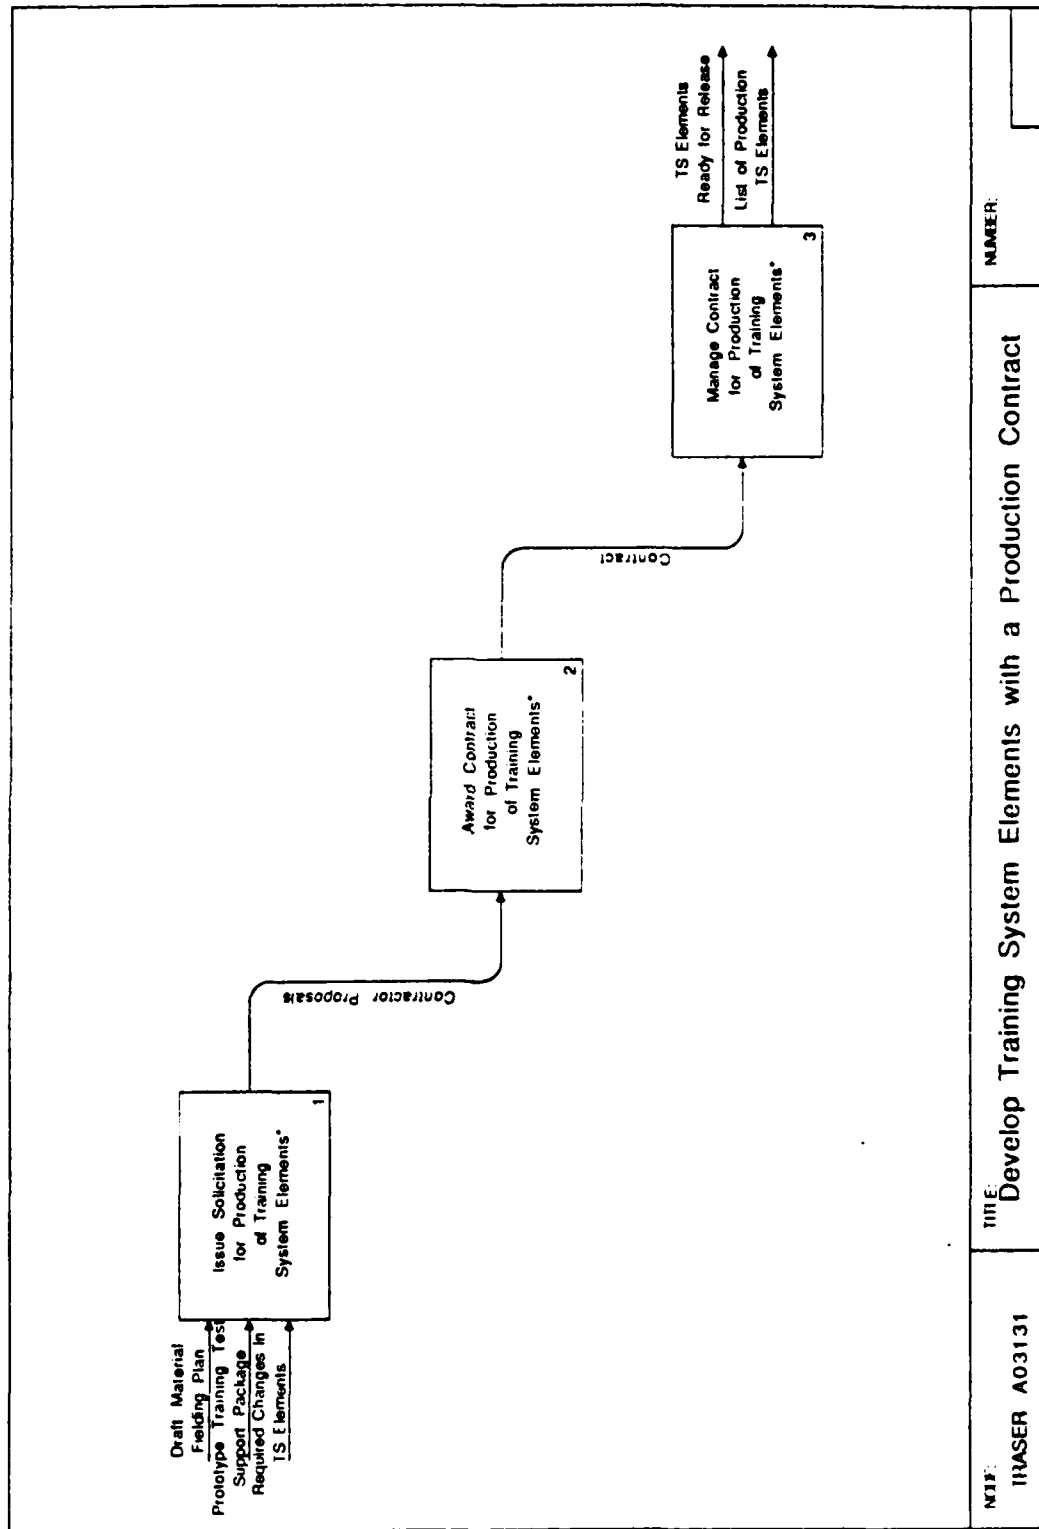 Draft Material
Fielding Plan
Prototype Training Test
Support Package
Required Changes In
TS Elements
Issue Solicitation
for Production
of Training
System Elements*
1
Contractor Proposals
Award Contract
for Production
of Training
System Elements*
2
Contract
Manage Contract
for Production
of Training
System Elements*
3
TS Elements
Ready for Release
List of Production
TS Elements
NODE:
TRASER A03131
TITLE:
Develop Training System Elements with a Production Contract
NUMBER: